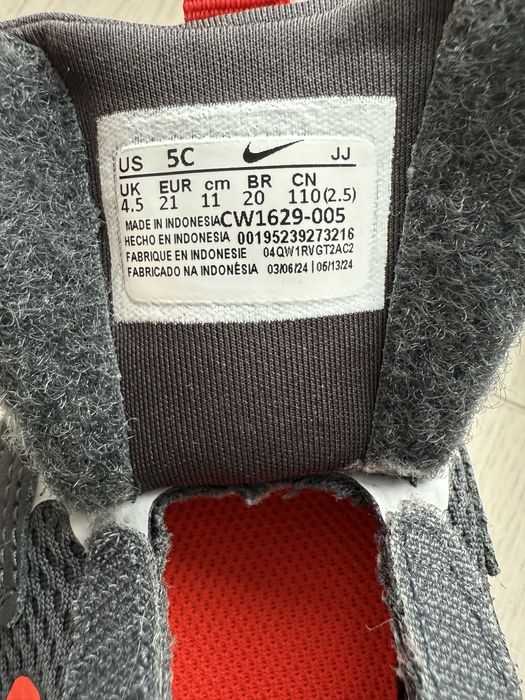 US 5C JJ
UK EUR cm BR CN
4.5 21 11 20 110(2.5)
MADE IN INDONESIA CW1629-005
HECHO EN INDONESIA 00195239273216
FABRIQUE EN INDONESIE 04QW1RVGT2AC2
FABRICADO NA INDONÉSIA 03/06/24 | 05/13/24